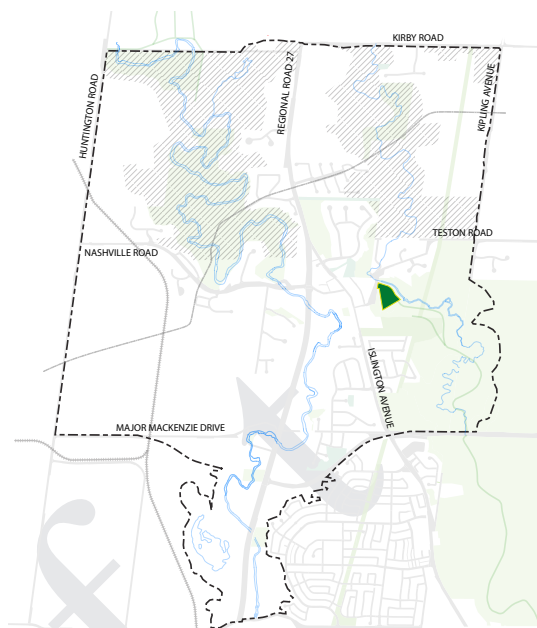 KIRBY ROAD
REGIONAL ROAD 27
HUNTINGTON ROAD
KIPLING AVENUE
TESTON ROAD
NASHVILLE ROAD
ISLINGTON AVENUE
MAJOR MACKENZIE DRIVE